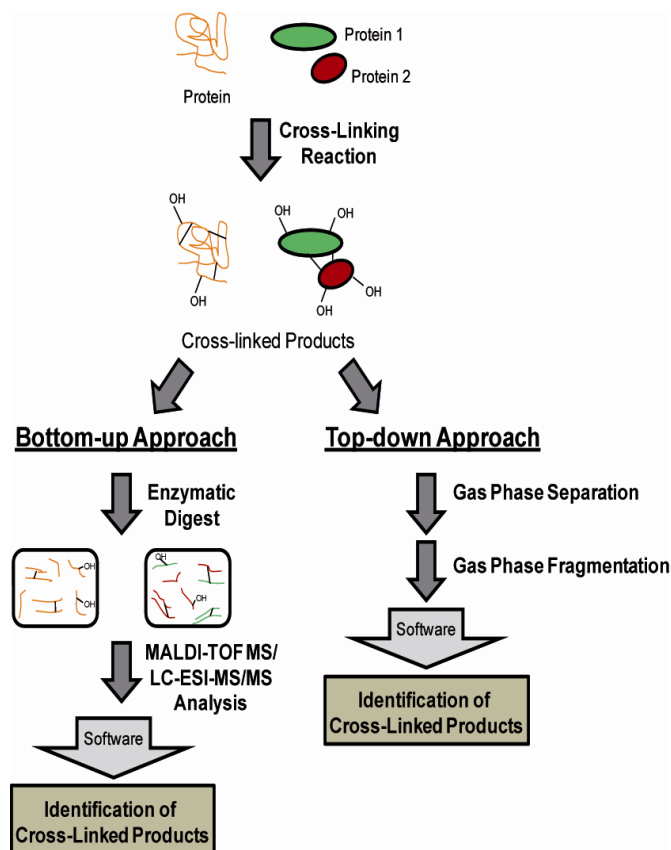 Protein 1
Protein 2
Protein
Cross-Linking
Reaction
OH
OH
OH
OH
OH
OH
Cross-linked Products
Bottom-up Approach
Top-down Approach
Enzymatic
Digest
Gas Phase Separation
OH
OH
OH
OH
Gas Phase Fragmentation
MALDI-TOF MS/
LC-ESI-MS/MS
Analysis
Software
Identification of
Cross-Linked Products
Software
Identification of
Cross-Linked Products